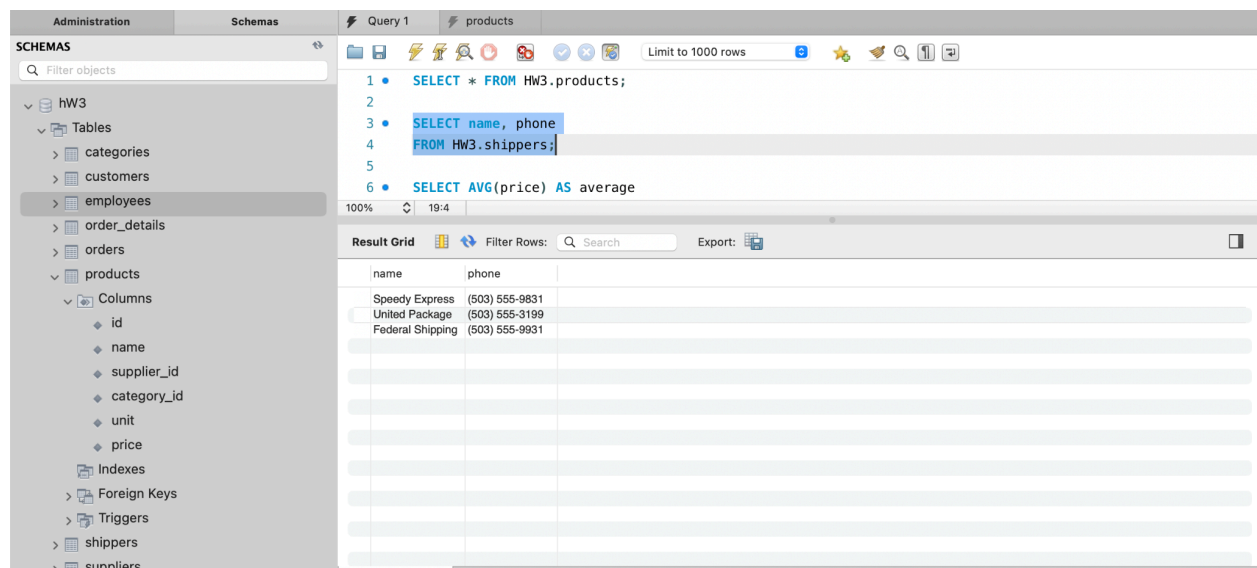 Administration Schemas
SCHEMAS
Filter objects
hW3
Tables
categories
customers
employees
order_details
orders
products
Columns
id
name
supplier_id
category_id
unit
price
Indexes
Foreign Keys
Triggers
shippers
suppliers
Query 1 products
Limit to 1000 rows
1 SELECT * FROM HW3.products;
2
3 SELECT name, phone
4 FROM HW3.shippers;
5
6 SELECT AVG(price) AS average
100% 19:4
Result Grid Filter Rows: Search Export:
name phone
Speedy Express (503) 555-9831
United Package (503) 555-3199
Federal Shipping (503) 555-9931